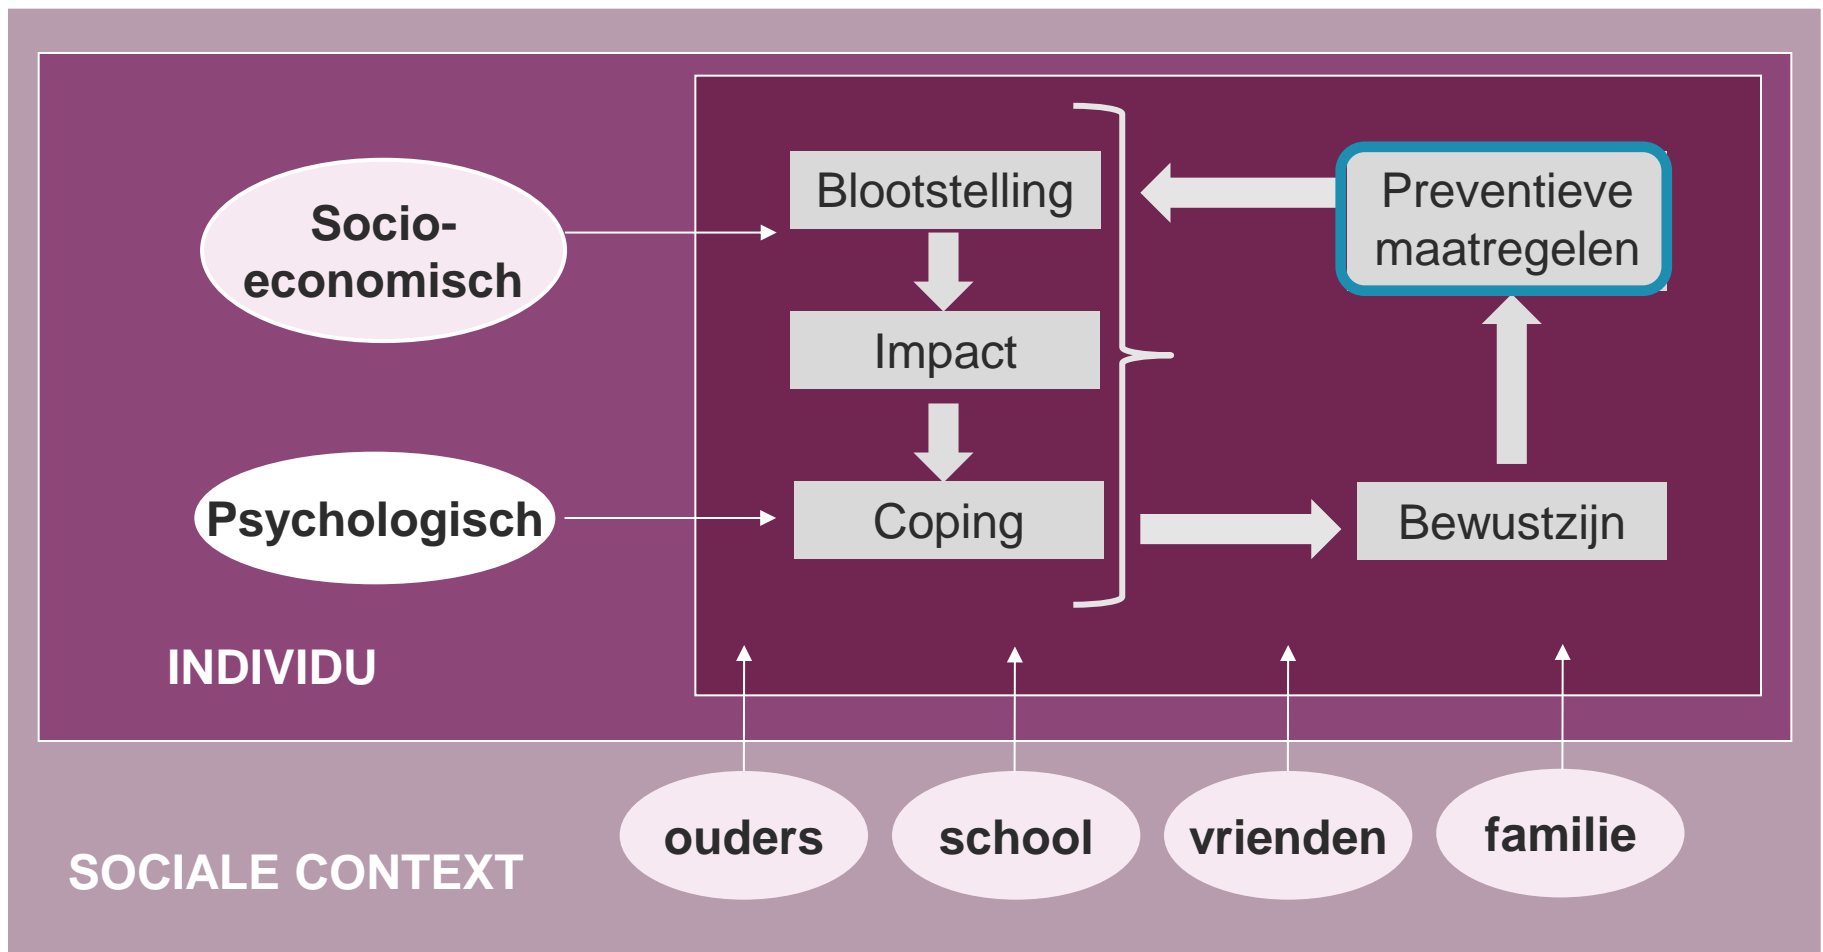 Socio-
economisch
Psychologisch
INDIVIDU
Blootstelling
Impact
Coping
Preventieve
maatregelen
Bewustzijn
ouders
school
vrienden
familie
SOCIALE CONTEXT